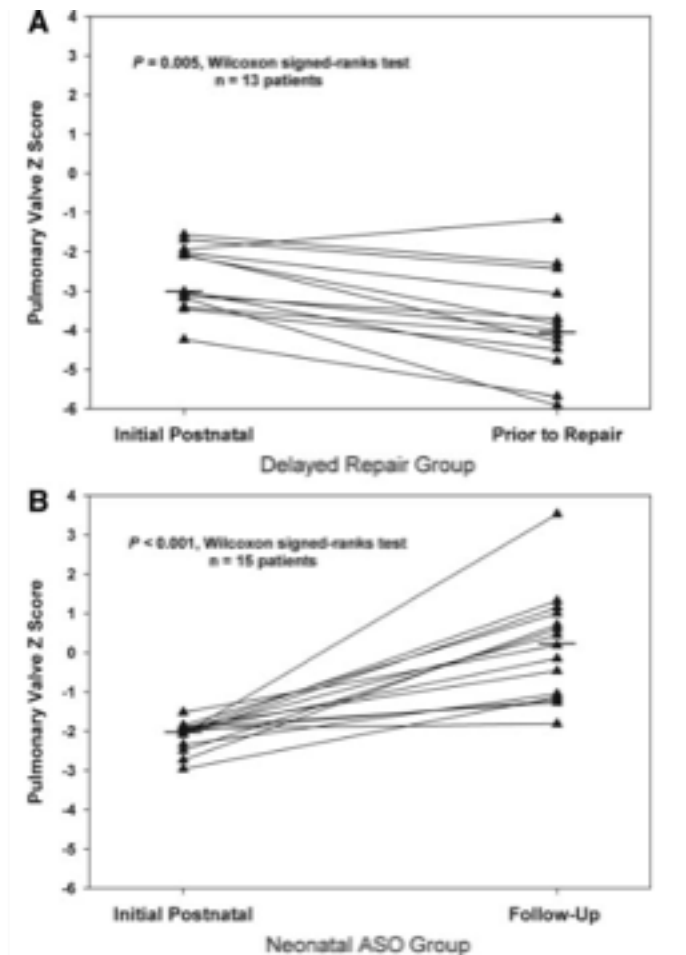 A
4
3
P = 0.005, Wilcoxon signed-ranks test
n = 13 patients
2
1
0
-1
-2
-3
-4
-5
-6
Pulmonary Valve Z Score
Initial Postnatal
Prior to Repair
Delayed Repair Group
B
4
3
P < 0.001, Wilcoxon signed-ranks test
n = 15 patients
2
1
0
-1
-2
-3
-4
-5
-6
Pulmonary Valve Z Score
Initial Postnatal
Follow-Up
Neonatal ASO Group